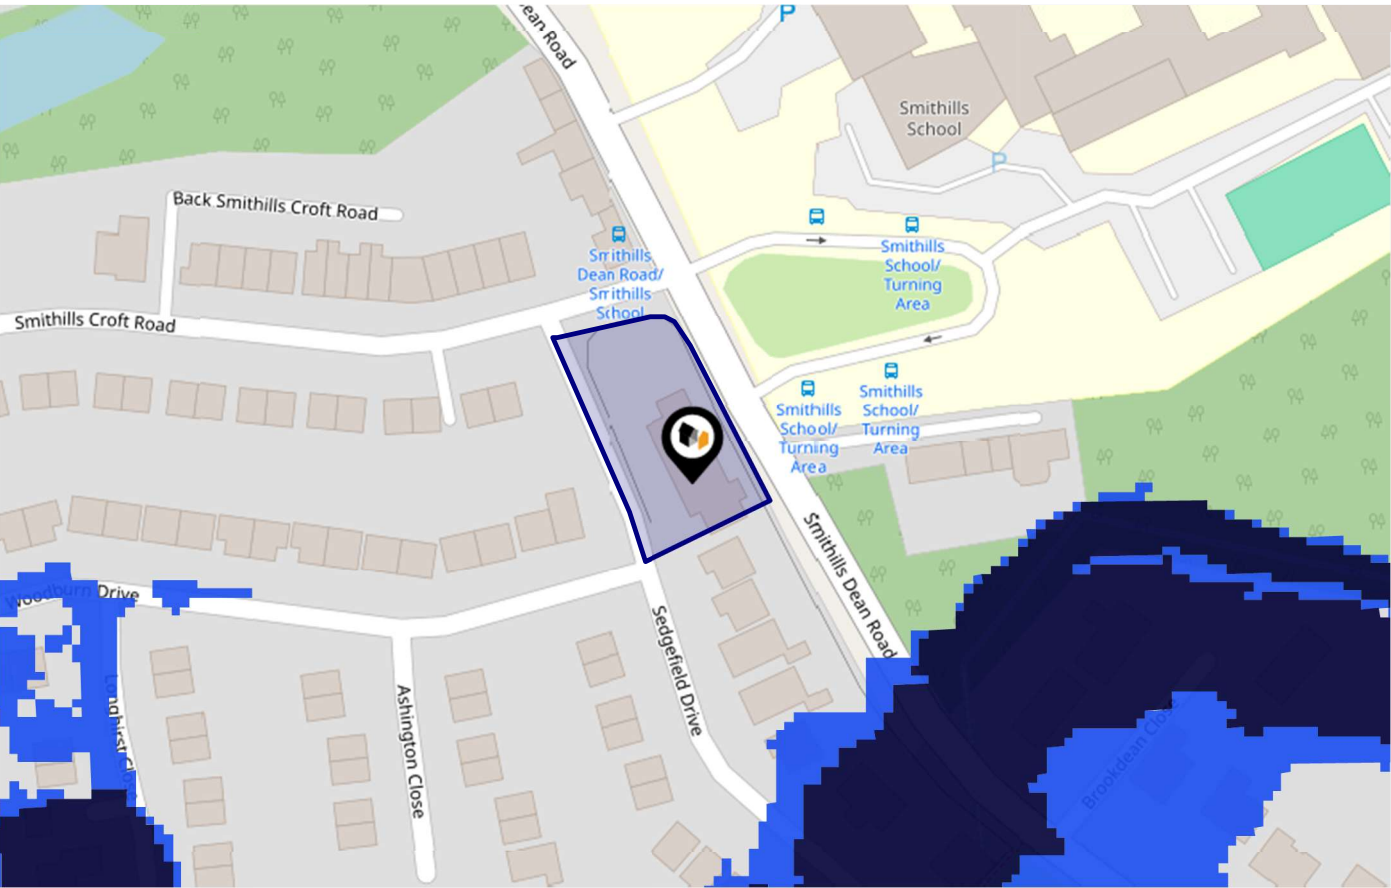 ean Road
P
Smithills
School
P
Back Smithills Croft Road
Smithills
Dean Road/
Smithills
School
Smithills
School/
Turning
Area
Smithills Croft Road
Smithills
School/
Turning
Area
Smithills
School/
Turning
Area
Smithills Dean Road
Woodburn Drive
Sedgefield Drive
Longhirst Close
Ashington Close
Brookdean Close